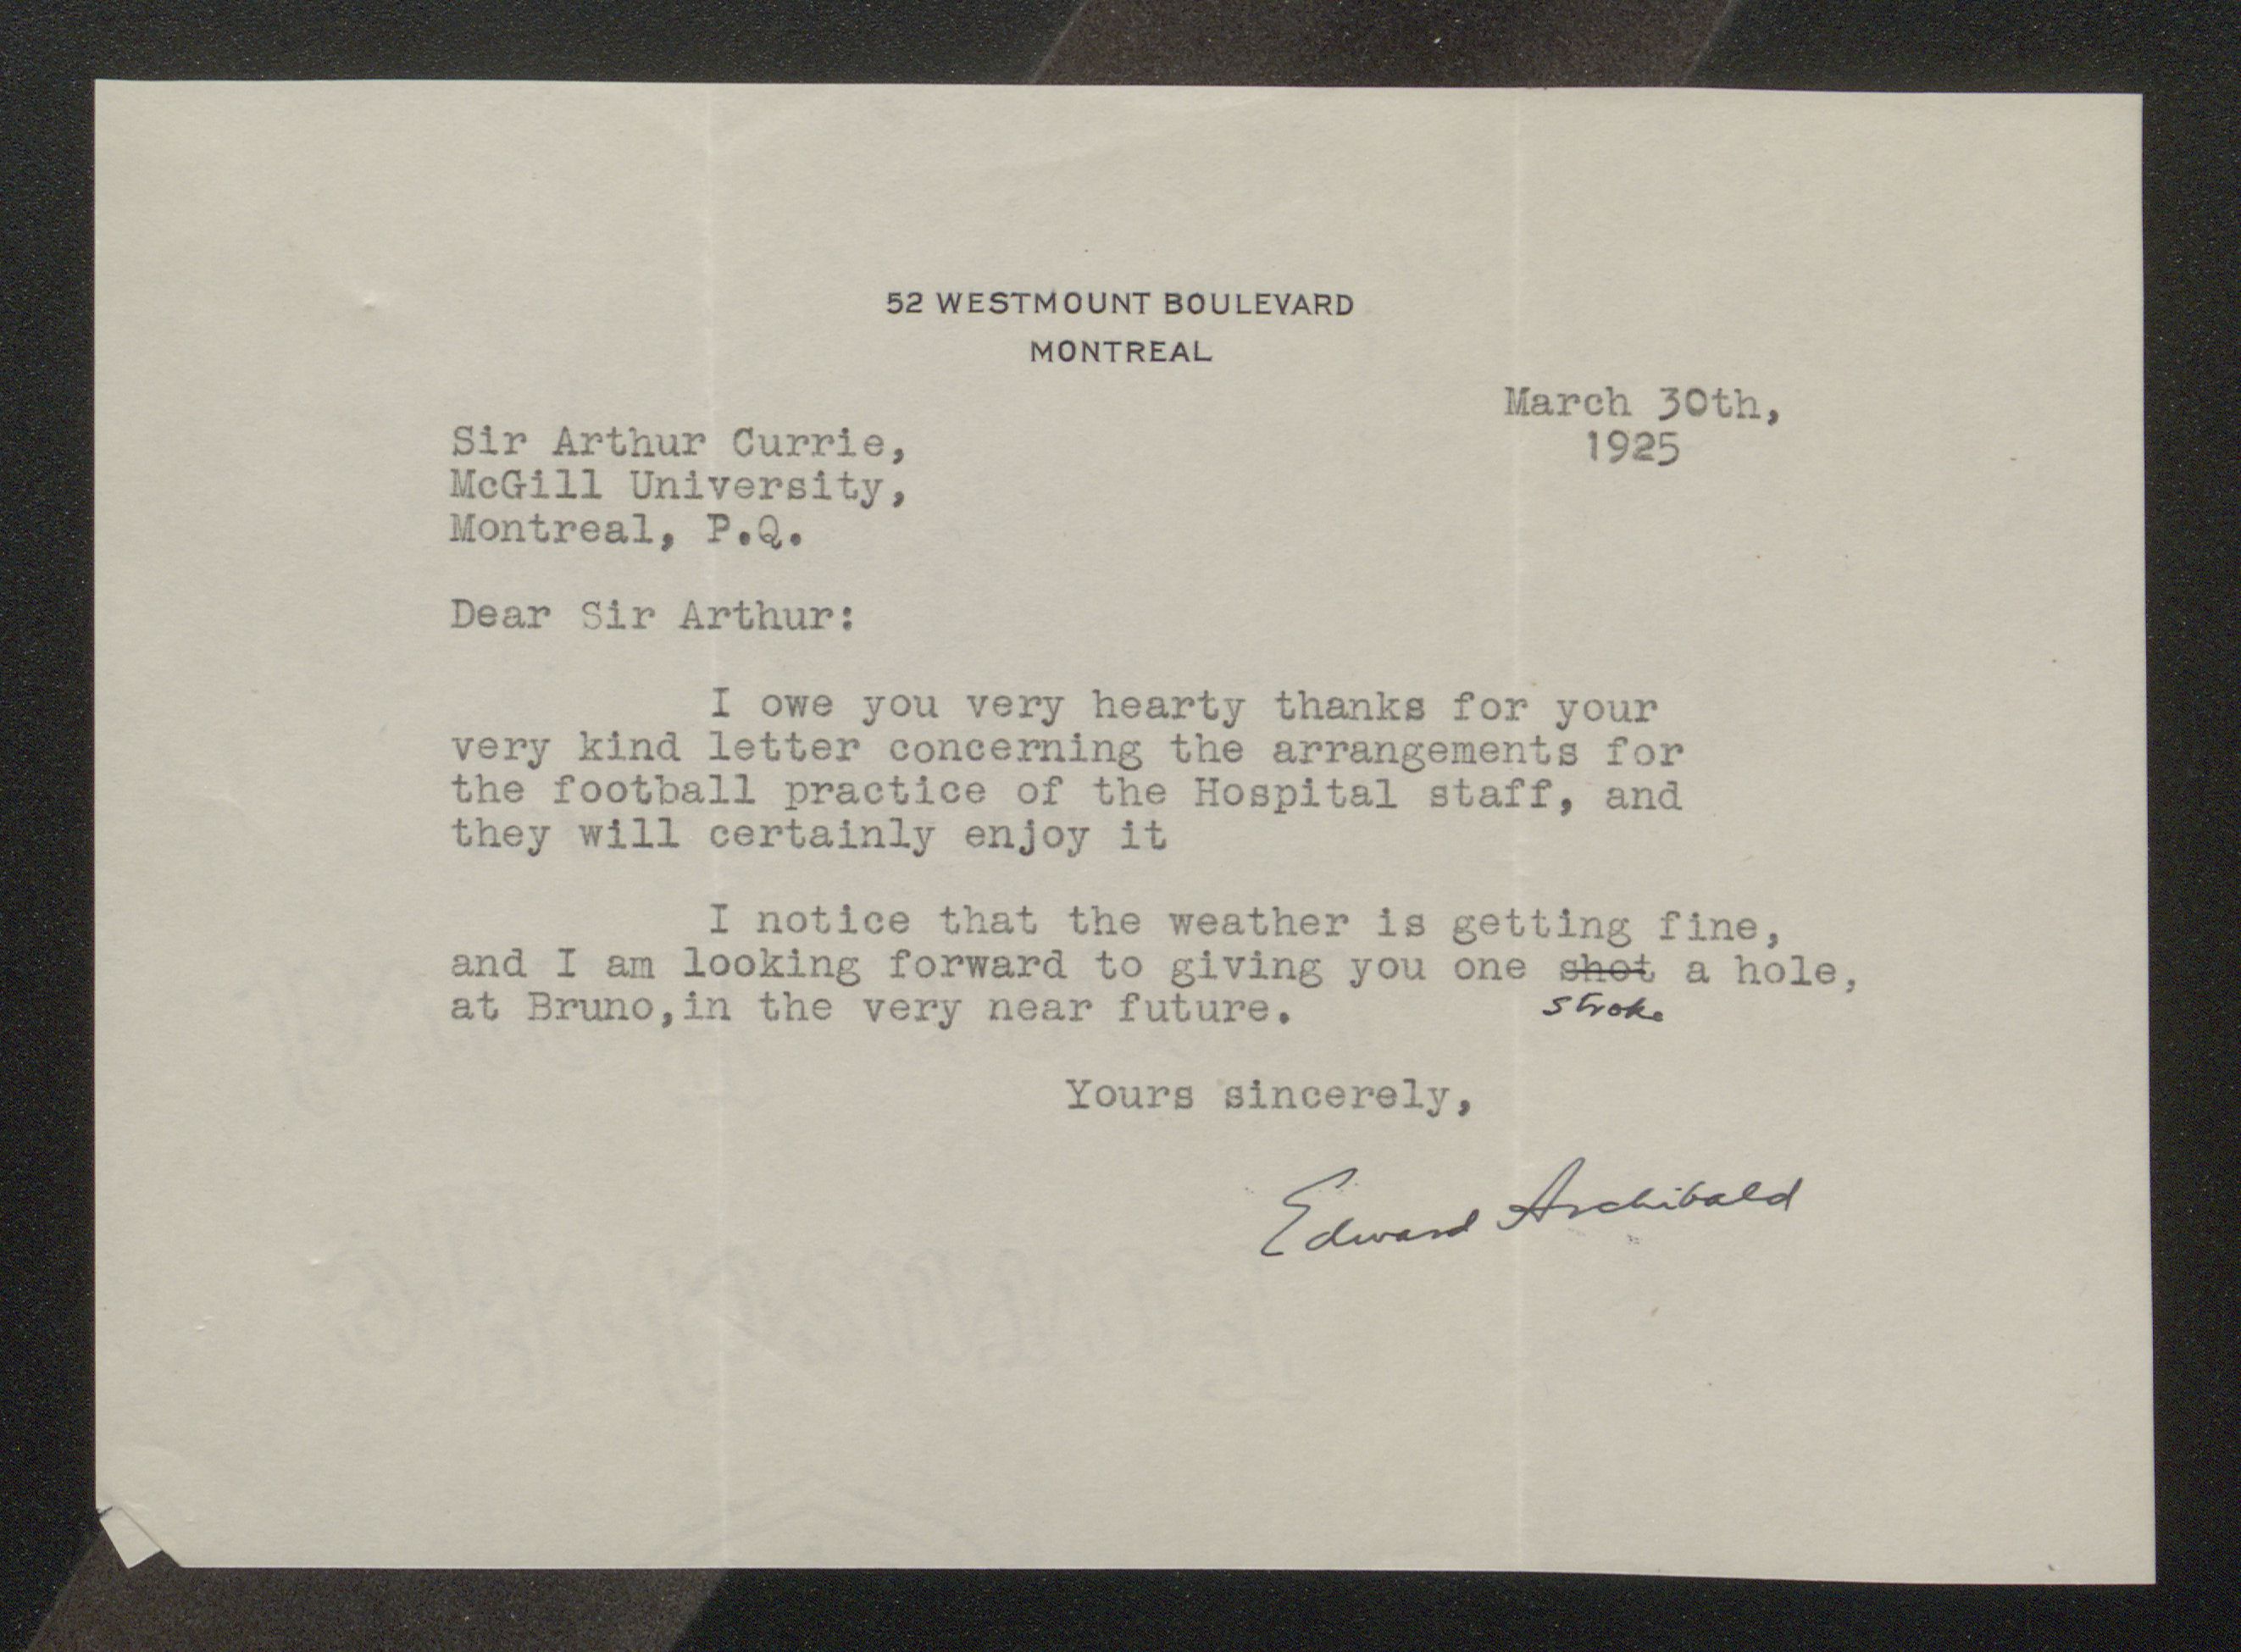 52 WESTMOUNT BOULEVARD
MONTREAL
March 30th,
1925
Sir Arthur Currie,
McGill University,
Montreal, P.Q.
Dear Sir Arthur:
I owe you very hearty thanks for your
very kind letter concerning the arrangements for
the football practice of the Hospital staff, and
they will certainly enjoy it
I notice that the weather is getting fine,
and I am looking forward to giving you one shot a hole,
stroke
at Bruno,in the very near future.
Yours sincerely,
Edward Archibald